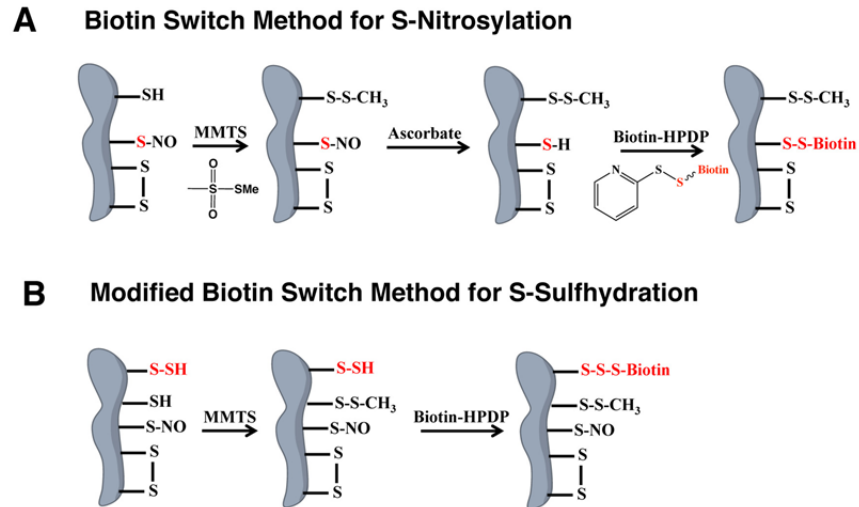 A Biotin Switch Method for S-Nitrosylation
SH
S-NO
S
S
MMTS
O
S
SMe
O
S-S-CH3
S-NO
S
S
Ascorbate
S-S-CH3
S-H
S
S
Biotin-HPDP
N
S
S
Biotin
S-S-CH3
S-S-Biotin
S
S
B Modified Biotin Switch Method for S-Sulfhydration
S-SH
SH
S-NO
S
S
MMTS
S-SH
S-S-CH3
S-NO
S
S
Biotin-HPDP
S-S-S-Biotin
S-S-CH3
S-NO
S
S